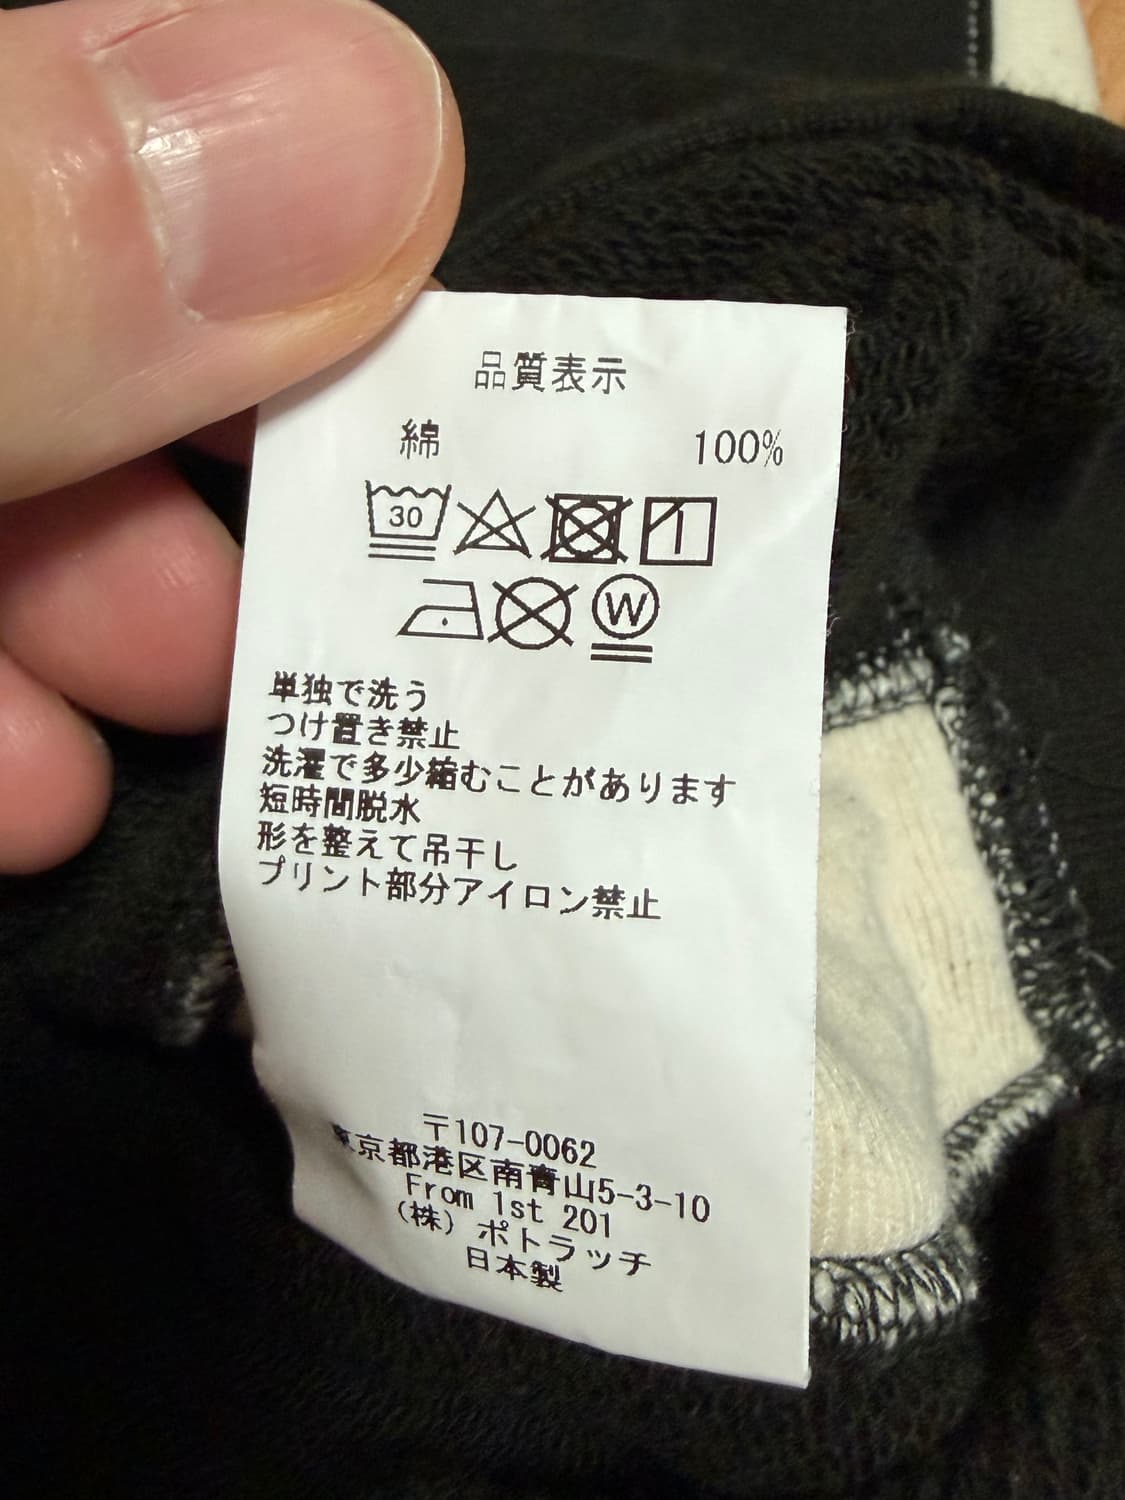 品質表示
綿 100%
30
W
単独で洗う
つけ置き禁止
洗濯で多少縮むことがあります
短時間脱水
形を整えて吊干し
プリント部分アイロン禁止
〒107-0062
東京都港区南青山5-3-10
From 1st 201
(株) ポトラッチ
日本製